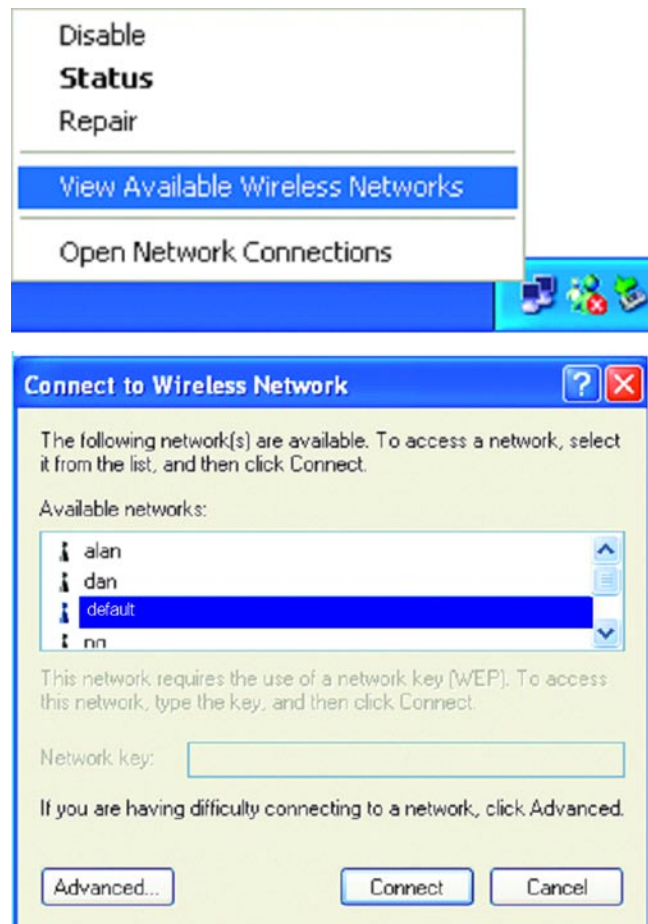 Disable
Status
Repair
View Available Wireless Networks
Open Network Connections
Connect to Wireless Network
The following network(s) are available. To access a network, select
it from the list, and then click Connect.
Available networks:
alan
dan
default
This network requires the use of a network key (WEP). To access
this network, type the key, and then click Connect.
Network key:
If you are having difficulty connecting to a network, click Advanced.
Advanced...
Connect
Cancel